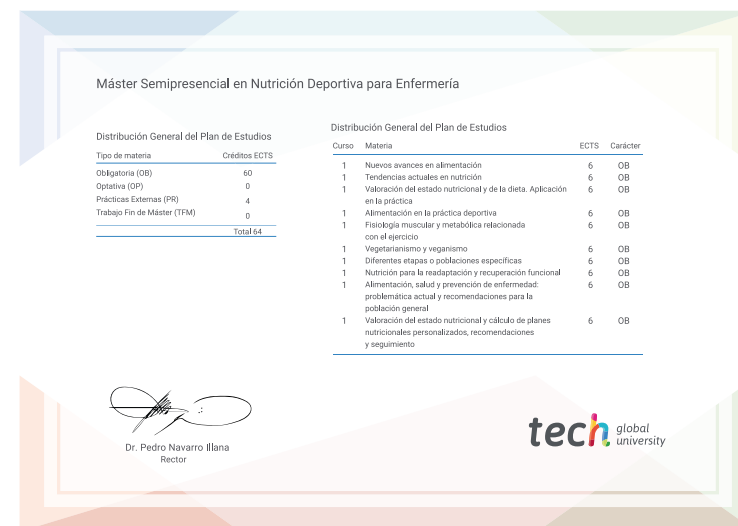 Máster Semipresencial en Nutrición Deportiva para Enfermería
Distribución General del Plan de Estudios
Tipo de materia Créditos ECTS
Obligatoria (OB) 60
Optativa (OP) 0
Prácticas Externas (PR) 4
Trabajo Fin de Máster (TFM) 0
Total 64
Distribución General del Plan de Estudios
Curso Materia ECTS Carácter
1 Nuevos avances en alimentación 6 OB
1 Tendencias actuales en nutrición 6 OB
1 Valoración del estado nutricional y de la dieta. Aplicación 6 OB
en la práctica
1 Alimentación en la práctica deportiva 6 OB
1 Fisiología muscular y metabólica relacionada 6 OB
con el ejercicio
1 Vegetarianismo y veganismo 6 OB
1 Diferentes etapas o poblaciones específicas 6 OB
1 Nutrición para la readaptación y recuperación funcional 6 OB
1 Alimentación, salud y prevención de enfermedad: 6 OB
problemática actual y recomendaciones para la
población general
1 Valoración del estado nutricional y cálculo de planes 6 OB
nutricionales personalizados, recomendaciones
y seguimiento
Dr. Pedro Navarro Illana
Rector
tech global
university